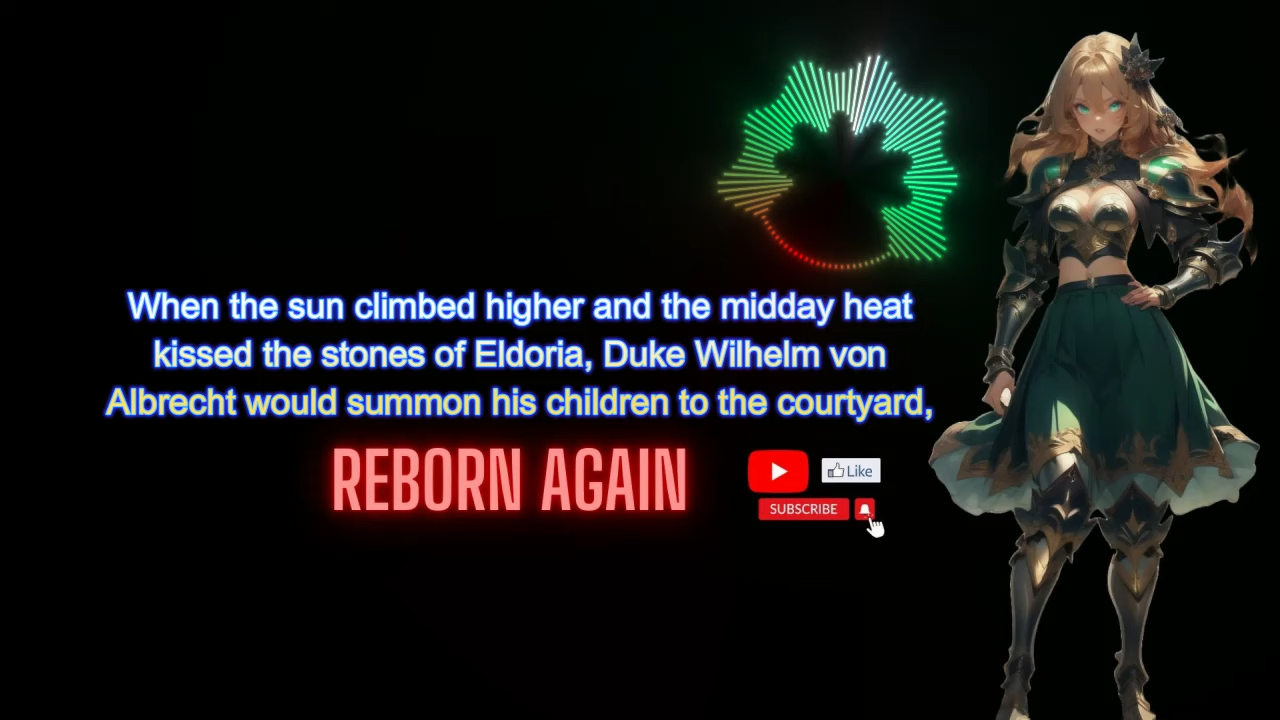 When the sun climbed higher and the midday heat
kissed the stones of Eldoria, Duke Wilhelm von
Albrecht would summon his children to the courtyard,
REBORN AGAIN
Like
SUBSCRIBE